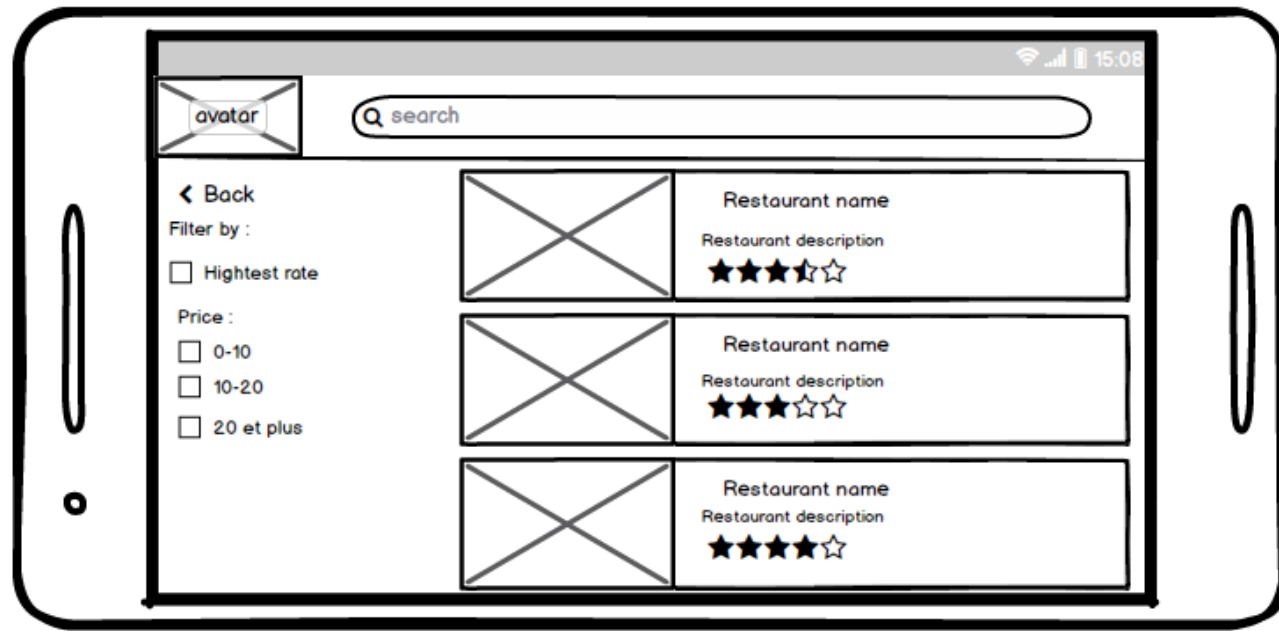 15:08
avatar
search
Back
Filter by :
Hightest rate
Price :
0-10
10-20
20 et plus
Restaurant name
Restaurant description
Restaurant name
Restaurant description
Restaurant name
Restaurant description